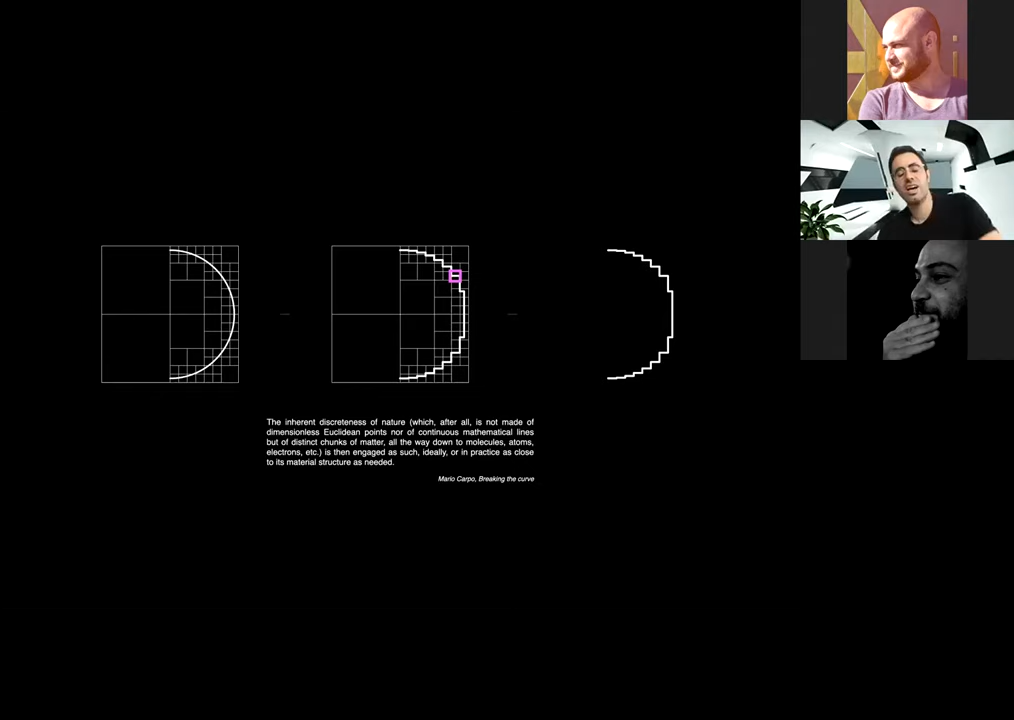 The inherent discreteness of nature (which, after all, is not made of
dimensionless Euclidean points nor of continuous mathematical lines
but of distinct chunks of matter, all the way down to molecules, atoms,
electrons, etc.) is then engaged as such, ideally, or in practice as close
to its material structure as needed.
Mario Carpo, Breaking the curve